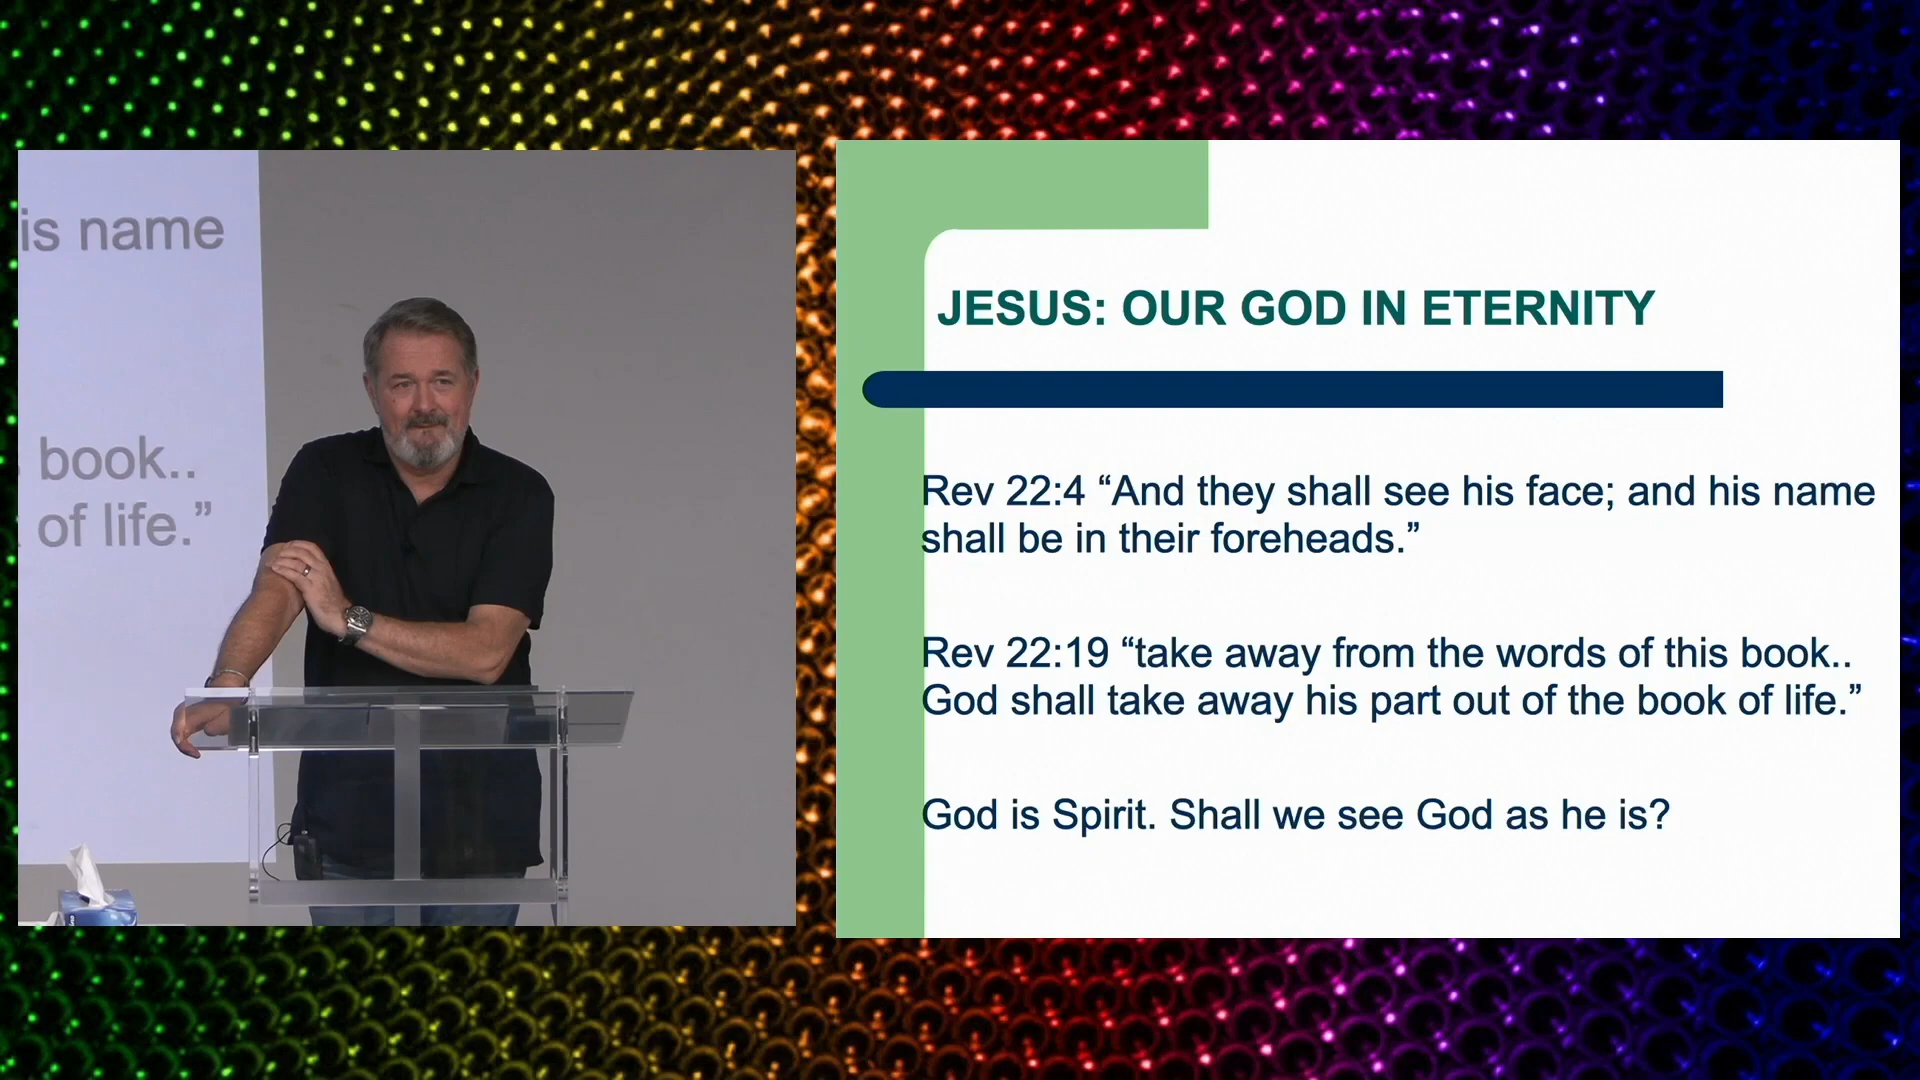 is name
book..
of life.”
JESUS: OUR GOD IN ETERNITY
Rev 22:4 “And they shall see his face; and his name
shall be in their foreheads.”
Rev 22:19 “take away from the words of this book..
God shall take away his part out of the book of life.”
God is Spirit. Shall we see God as he is?